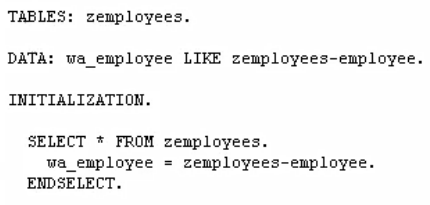 TABLES: zemployees.
DATA: wa_employee LIKE zemployees-employee.
INITIALIZATION.
SELECT * FROM zemployees.
wa_employee = zemployees-employee.
ENDSELECT.